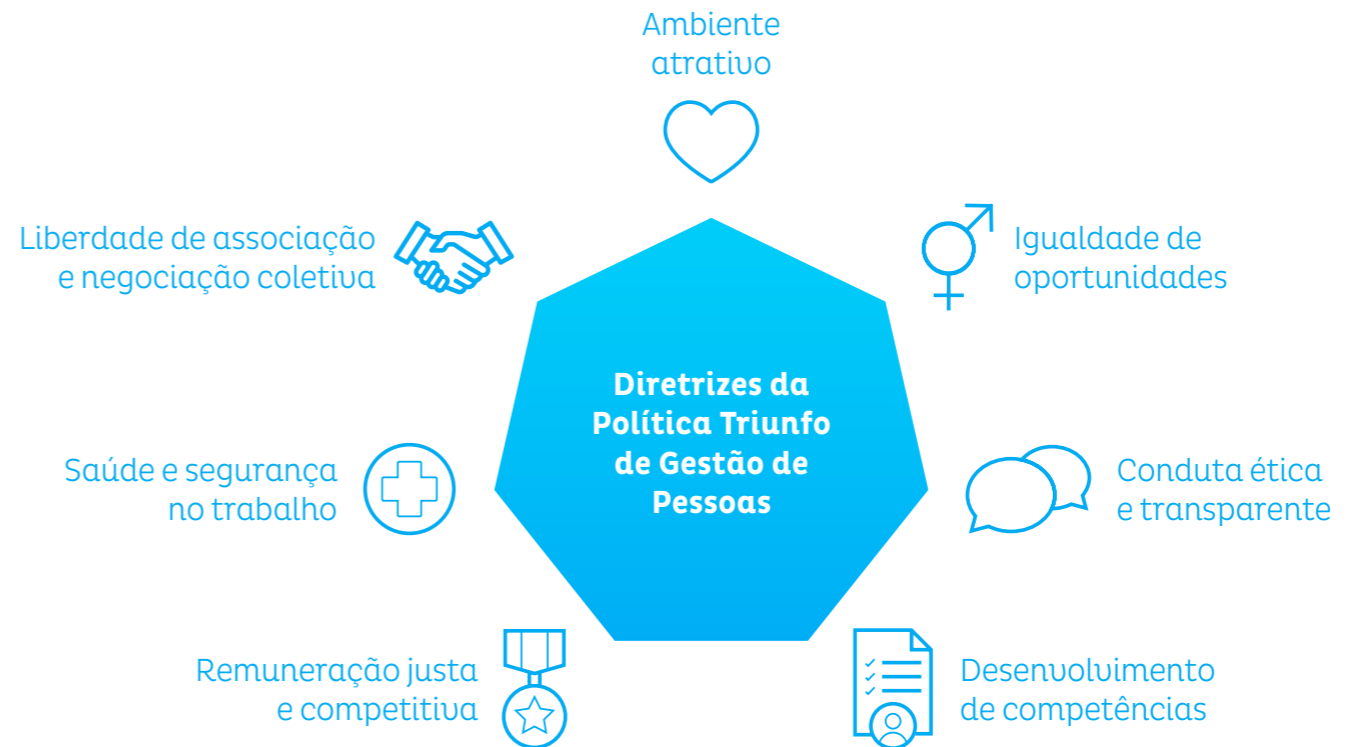 Ambiente
atrativo
Liberdade de associação
e negociação coletiva
Igualdade de
oportunidades
Diretrizes da
Política Triunfo
de Gestão de
Pessoas
Saúde e segurança
no trabalho
Conduta ética
e transparente
Remuneração justa
e competitiva
Desenvolvimento
de competências